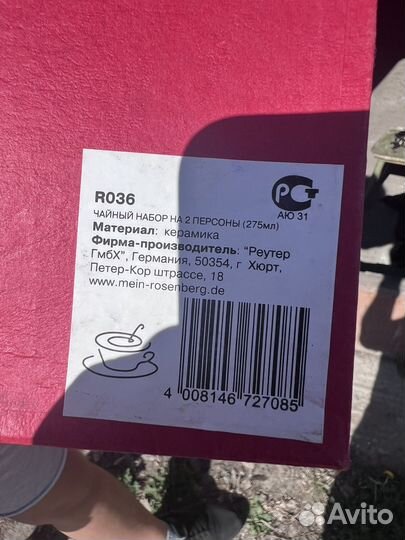 R036
ЧАЙНЫЙ НАБОР НА 2 ПЕРСОНЫ (275мл)
Материал: керамика
Фирма-производитель: "Реутер
ГмбХ", Германия, 50354, г Хюрт,
Петер-Кор штрассе, 18
www.mein-rosenberg.de
РСТ
АЮ 31
4 008146 727085
Avito